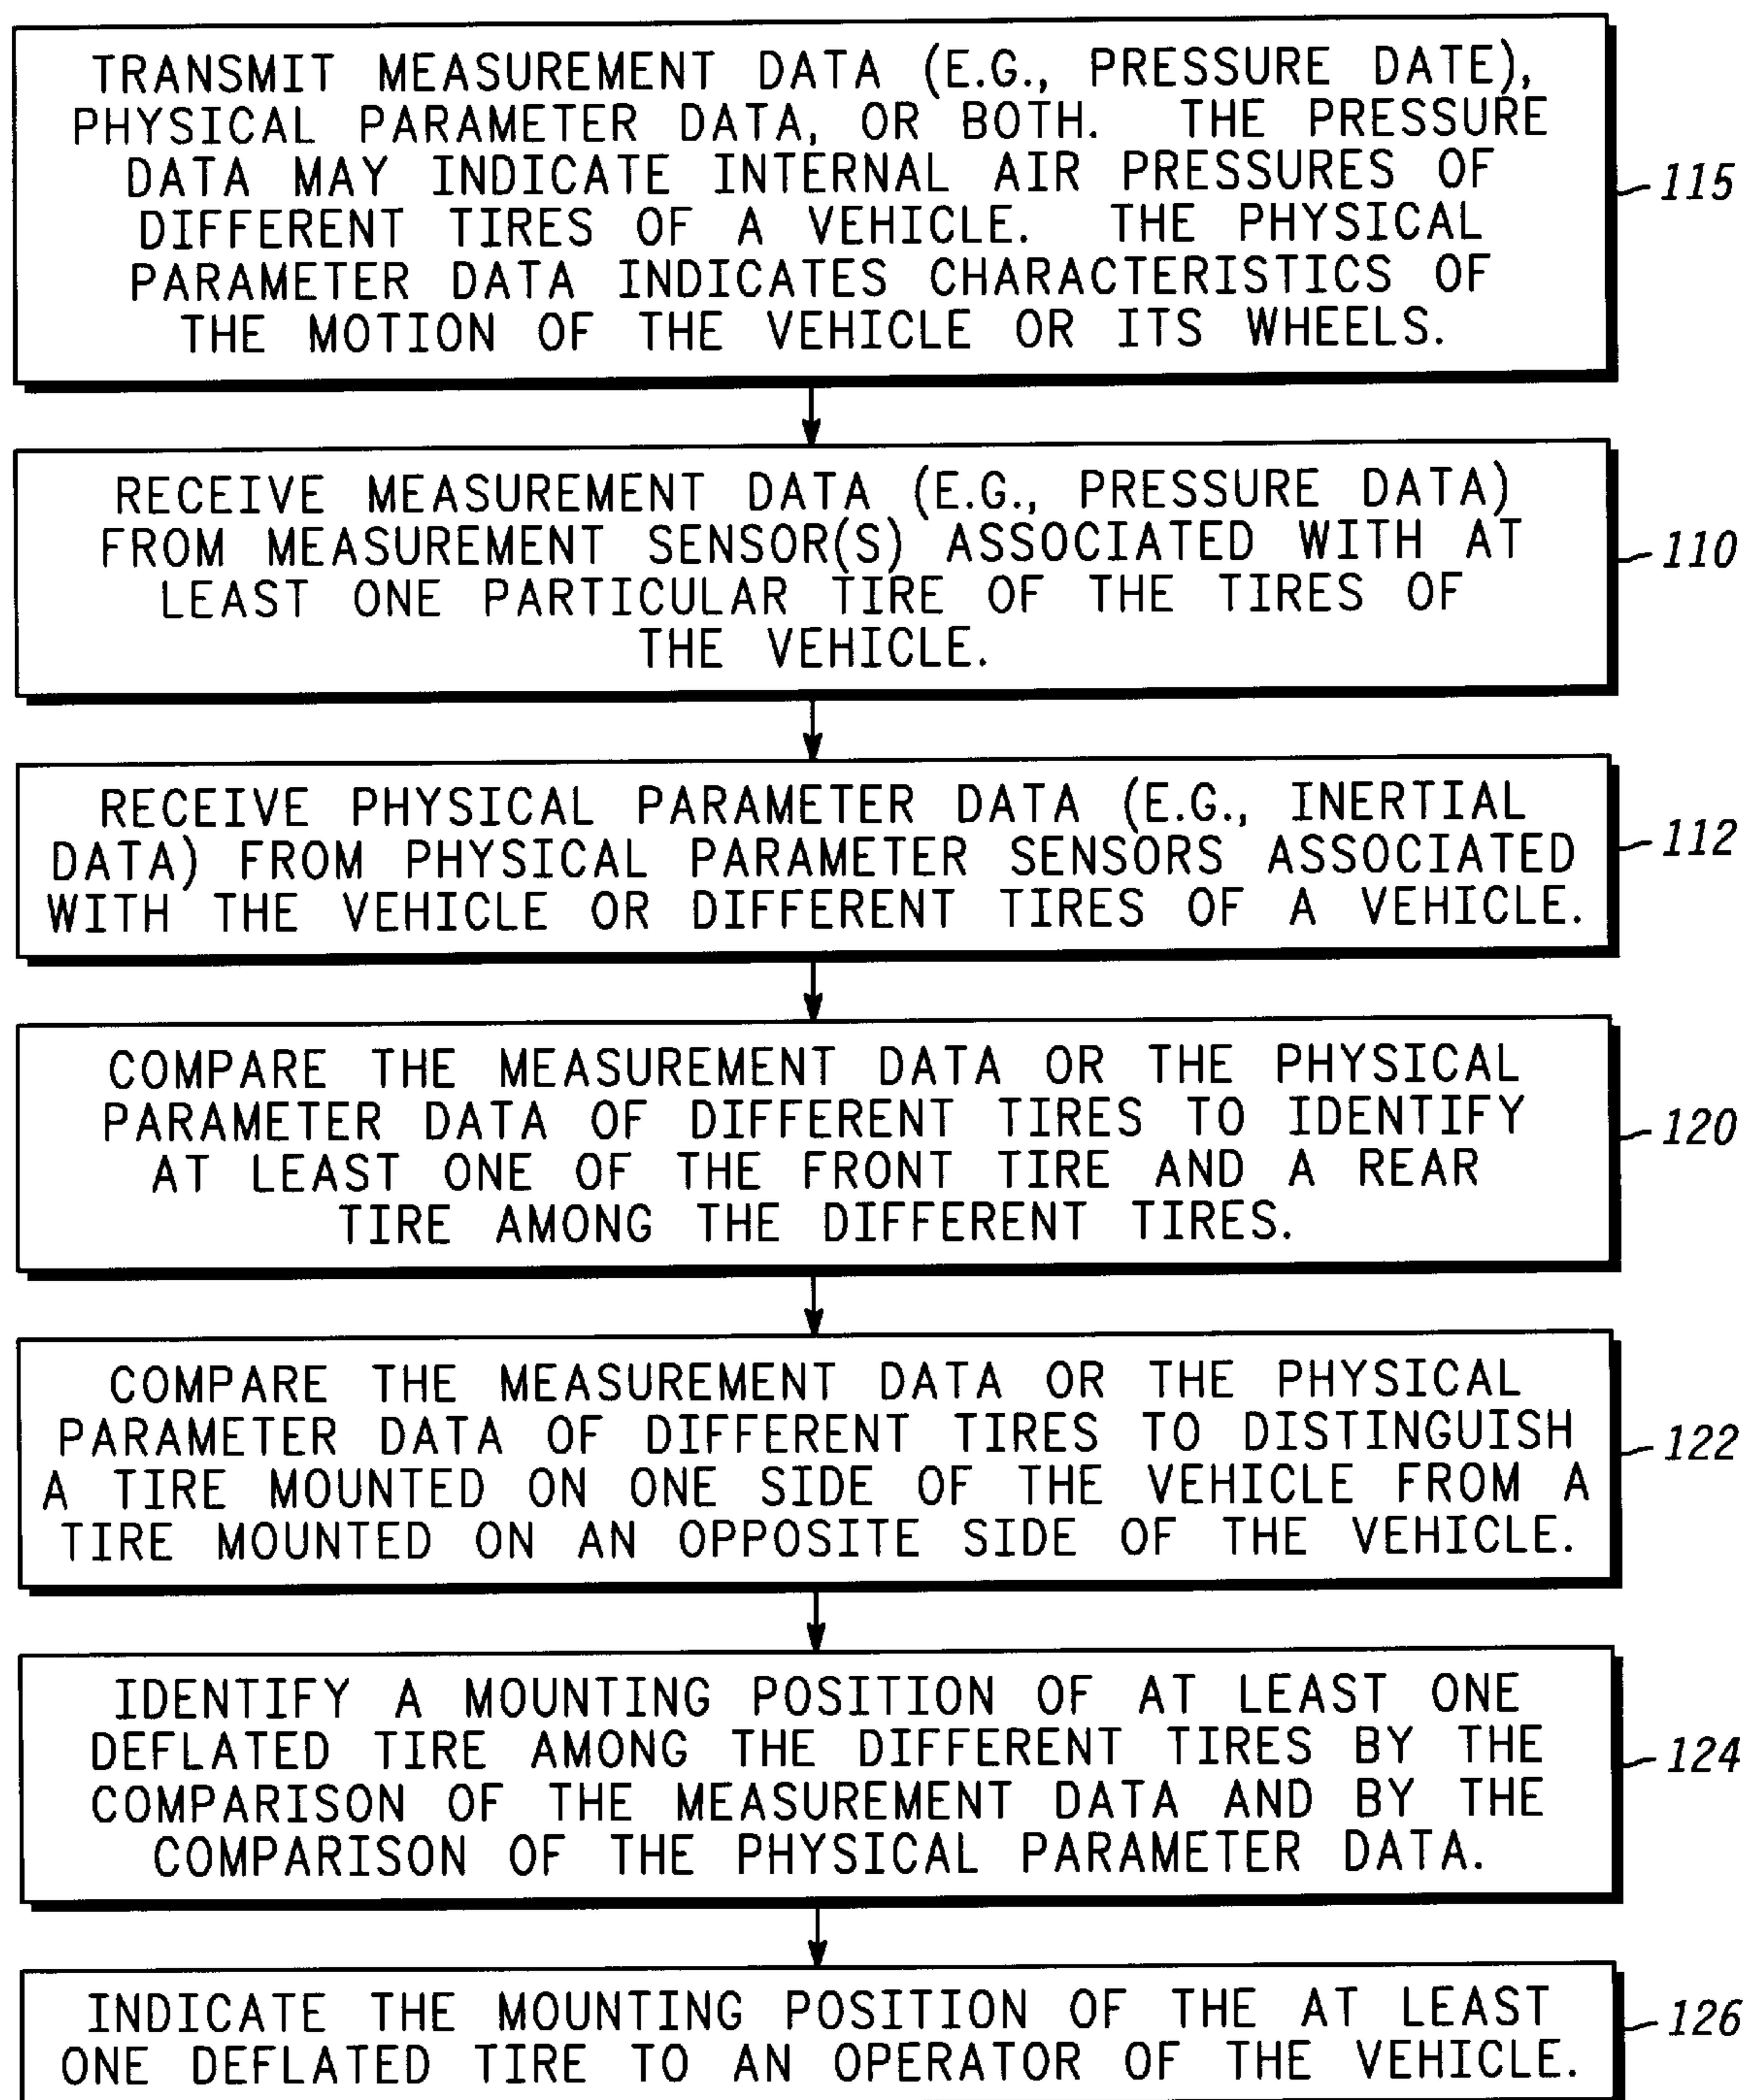 TRANSMIT MEASUREMENT DATA (E.G., PRESSURE DATE),
PHYSICAL PARAMETER DATA, OR BOTH. THE PRESSURE
DATA MAY INDICATE INTERNAL AIR PRESSURES OF
DIFFERENT TIRES OF A VEHICLE. THE PHYSICAL
PARAMETER DATA INDICATES CHARACTERISTICS OF
THE MOTION OF THE VEHICLE OR ITS WHEELS.
115
RECEIVE MEASUREMENT DATA (E.G., PRESSURE DATA)
FROM MEASUREMENT SENSOR(S) ASSOCIATED WITH AT
LEAST ONE PARTICULAR TIRE OF THE TIRES OF
THE VEHICLE.
110
RECEIVE PHYSICAL PARAMETER DATA (E.G., INERTIAL
DATA) FROM PHYSICAL PARAMETER SENSORS ASSOCIATED
WITH THE VEHICLE OR DIFFERENT TIRES OF A VEHICLE.
112
COMPARE THE MEASUREMENT DATA OR THE PHYSICAL
PARAMETER DATA OF DIFFERENT TIRES TO IDENTIFY
AT LEAST ONE OF THE FRONT TIRE AND A REAR
TIRE AMONG THE DIFFERENT TIRES.
120
COMPARE THE MEASUREMENT DATA OR THE PHYSICAL
PARAMETER DATA OF DIFFERENT TIRES TO DISTINGUISH
A TIRE MOUNTED ON ONE SIDE OF THE VEHICLE FROM A
TIRE MOUNTED ON AN OPPOSITE SIDE OF THE VEHICLE.
122
IDENTIFY A MOUNTING POSITION OF AT LEAST ONE
DEFLATED TIRE AMONG THE DIFFERENT TIRES BY THE
COMPARISON OF THE MEASUREMENT DATA AND BY THE
COMPARISON OF THE PHYSICAL PARAMETER DATA.
124
INDICATE THE MOUNTING POSITION OF THE AT LEAST
ONE DEFLATED TIRE TO AN OPERATOR OF THE VEHICLE.
126